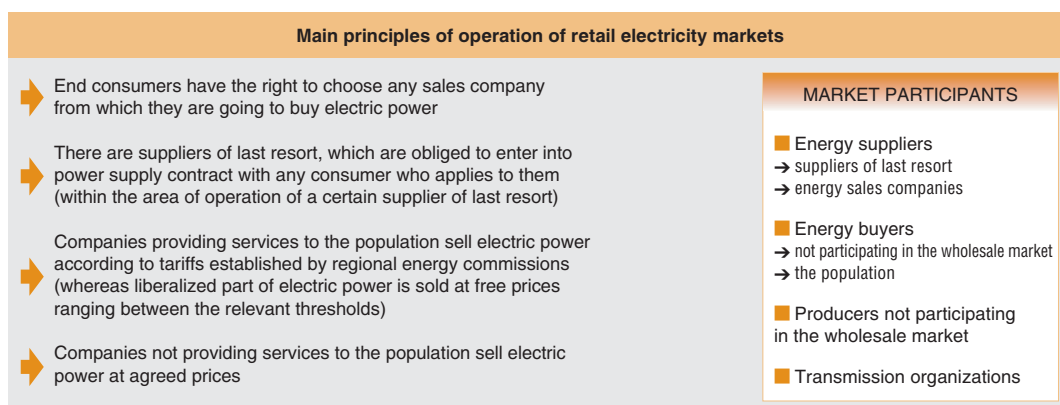 Main principles of operation of retail electricity markets
End consumers have the right to choose any sales company
from which they are going to buy electric power
There are suppliers of last resort, which are obliged to enter into
power supply contract with any consumer who applies to them
(within the area of operation of a certain supplier of last resort)
Companies providing services to the population sell electric power
according to tariffs established by regional energy commissions
(whereas liberalized part of electric power is sold at free prices
ranging between the relevant thresholds)
Companies not providing services to the population sell electric
power at agreed prices
MARKET PARTICIPANTS
Energy suppliers
➔ suppliers of last resort
➔ energy sales companies
Energy buyers
➔ not participating in the wholesale market
➔ the population
Producers not participating
in the wholesale market
Transmission organizations